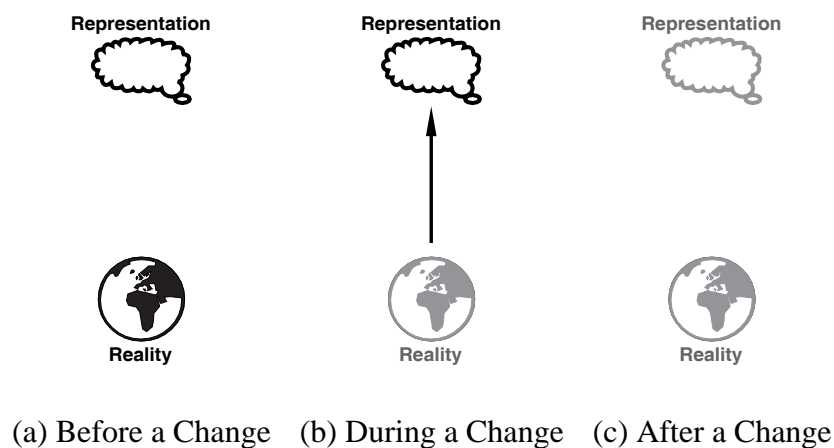 Representation Representation Representation
Reality Reality Reality
(a) Before a Change (b) During a Change (c) After a Change